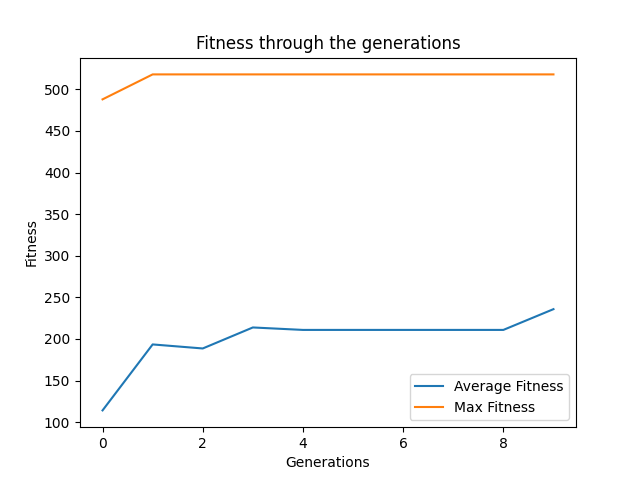 Fitness through the generations
500
450
400
350
300
250
200
150
100
Fitness
0 2 4 6 8
Generations
Average Fitness
Max Fitness